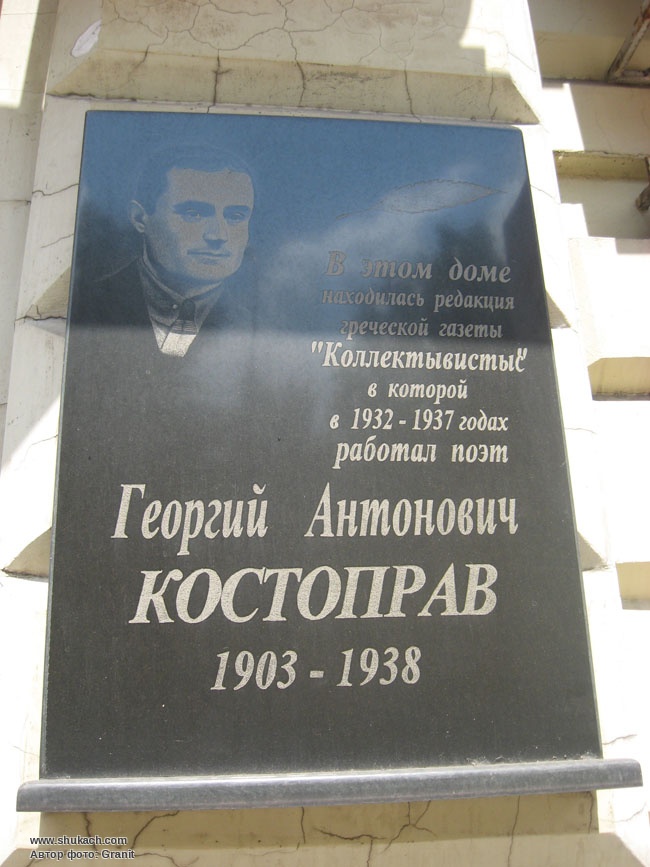 В этом доме
находилась редакция
греческой газеты
"Коллективистыс"
в которой
в 1932 - 1937 годах
работал поэт
Георгий Антонович
КОСТОПРАВ
1903 - 1938
www.shukach.com
Автор фото: Granit